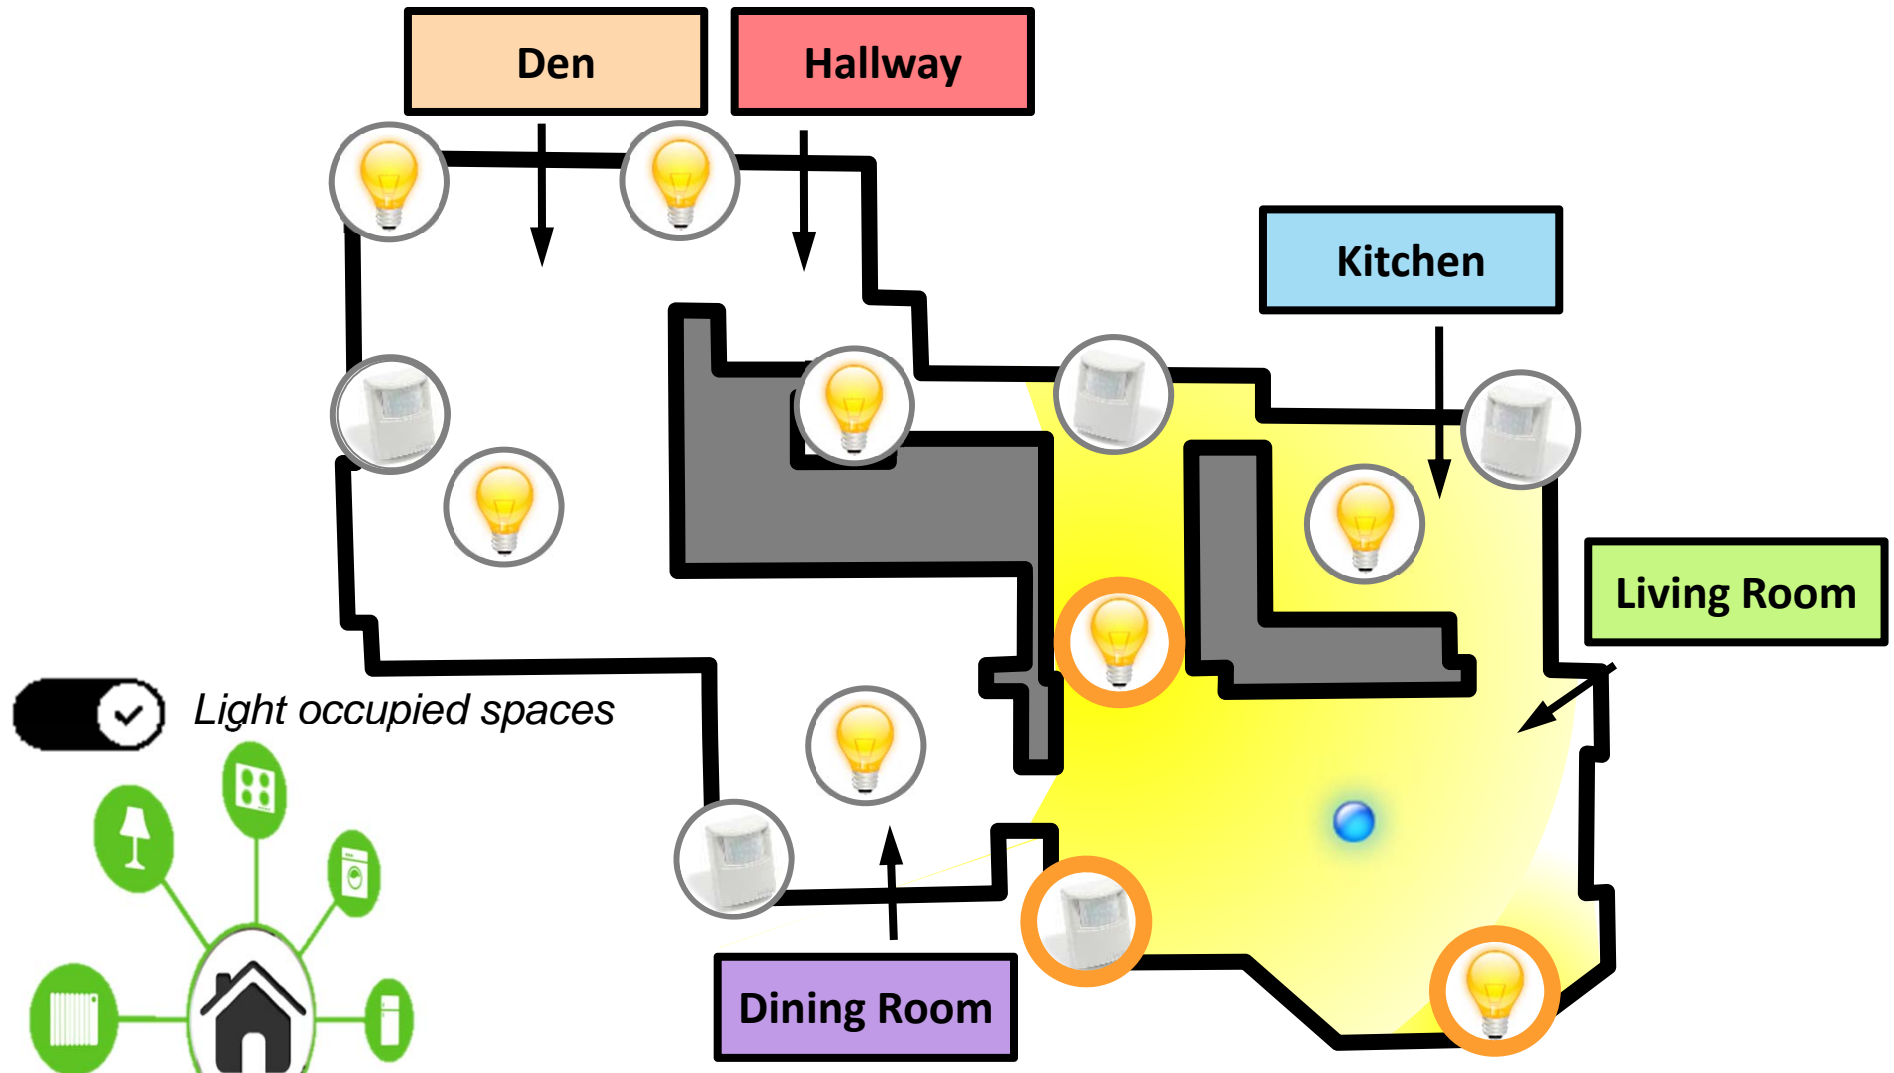 Den
Hallway
Kitchen
Living Room
Light occupied spaces
Dining Room